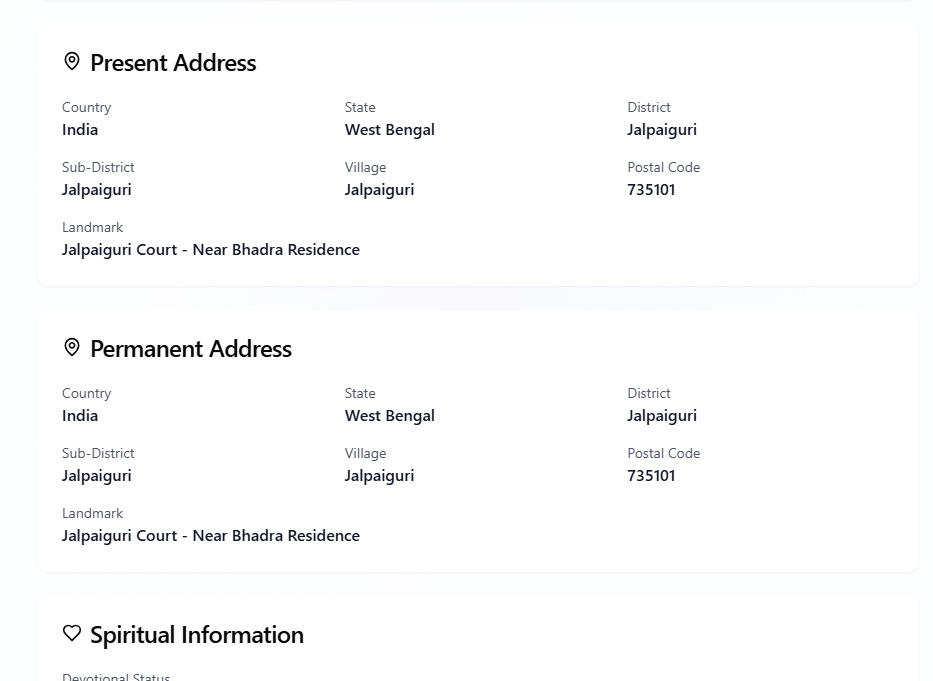 Present Address
Country State District
India West Bengal Jalpaiguri
Sub-District Village Postal Code
Jalpaiguri Jalpaiguri 735101
Landmark
Jalpaiguri Court - Near Bhadra Residence
Permanent Address
Country State District
India West Bengal Jalpaiguri
Sub-District Village Postal Code
Jalpaiguri Jalpaiguri 735101
Landmark
Jalpaiguri Court - Near Bhadra Residence
Spiritual Information
Devotional Status